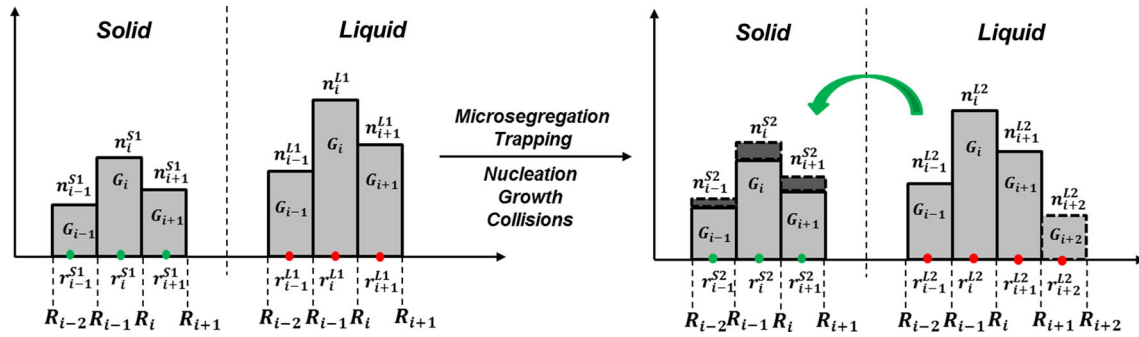 Solid Liquid
n_{i-1}^{S1} n_i^{S1} n_{i+1}^{S1} n_{i-1}^{L1} n_i^{L1} n_{i+1}^{L1}
G_{i-1} G_i G_{i+1} G_{i-1} G_i G_{i+1}
r_{i-1}^{S1} r_i^{S1} r_{i+1}^{S1} r_{i-1}^{L1} r_i^{L1} r_{i+1}^{L1}
R_{i-2} R_{i-1} R_i R_{i+1} R_{i-2} R_{i-1} R_i R_{i+1}
Microsegregation
Trapping
Nucleation
Growth
Collisions
Solid Liquid
n_{i-1}^{S2} n_i^{S2} n_{i+1}^{S2} n_{i-1}^{L2} n_i^{L2} n_{i+1}^{L2} n_{i+2}^{L2}
G_{i-1} G_i G_{i+1} G_{i-1} G_i G_{i+1} G_{i+2}
r_{i-1}^{S2} r_i^{S2} r_{i+1}^{S2} r_{i-1}^{L2} r_i^{L2} r_{i+1}^{L2} r_{i+2}^{L2}
R_{i-2} R_{i-1} R_i R_{i+1} R_{i-2} R_{i-1} R_i R_{i+1} R_{i+2}